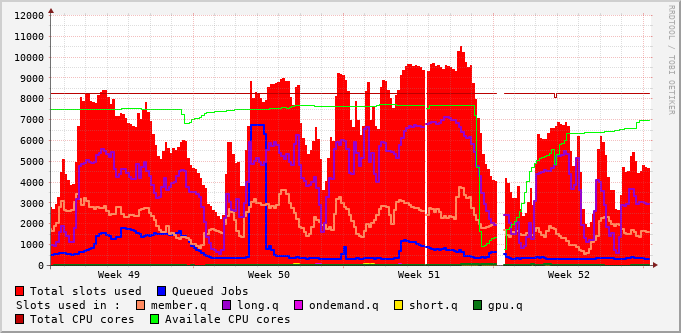 RRDTOOL / TOBI OETIKER
12000
11000
10000
9000
8000
7000
6000
5000
4000
3000
2000
1000
0
Week 49 Week 50 Week 51 Week 52
Total slots used Queued Jobs
Slots used in : member.q long.q ondemand.q short.q gpu.q
Total CPU cores Availale CPU cores